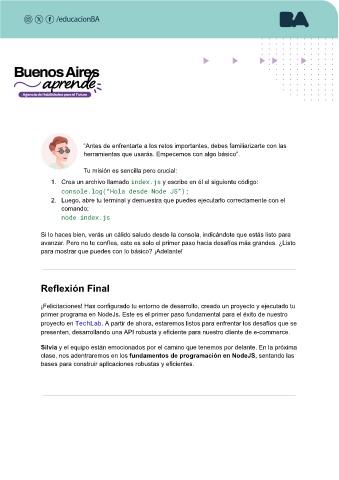 /educacionBA
BA
Buenos Aires
aprende
Agencia de Habilidades para el Futuro
"Antes de enfrentarte a los retos importantes, debes familiarizarte con las
herramientas que usarás. Empecemos con algo básico".
Tu misión es sencilla pero crucial:
1. Crea un archivo llamado index.js y escribe en él el siguiente código:
console.log("Hola desde Node JS");
2. Luego, abre tu terminal y demuestra que puedes ejecutarlo correctamente con el
comando:
node index.js
Si lo haces bien, verás un cálido saludo desde la consola, indicándote que estás listo para
avanzar. Pero no te confíes, este es solo el primer paso hacia desafíos más grandes. ¿Listo
para mostrar que puedes con lo básico? ¡Adelante!
Reflexión Final
¡Felicitaciones! Has configurado tu entorno de desarrollo, creado un proyecto y ejecutado tu
primer programa en NodeJs. Este es el primer paso fundamental para el éxito de nuestro
proyecto en TechLab. A partir de ahora, estaremos listos para enfrentar los desafíos que se
presenten, desarrollando una API robusta y eficiente para nuestro cliente de e-commerce.
Silvia y el equipo están emocionados por el camino que tenemos por delante. En la próxima
clase, nos adentraremos en los fundamentos de programación en NodeJS, sentando las
bases para construir aplicaciones robustas y eficientes.